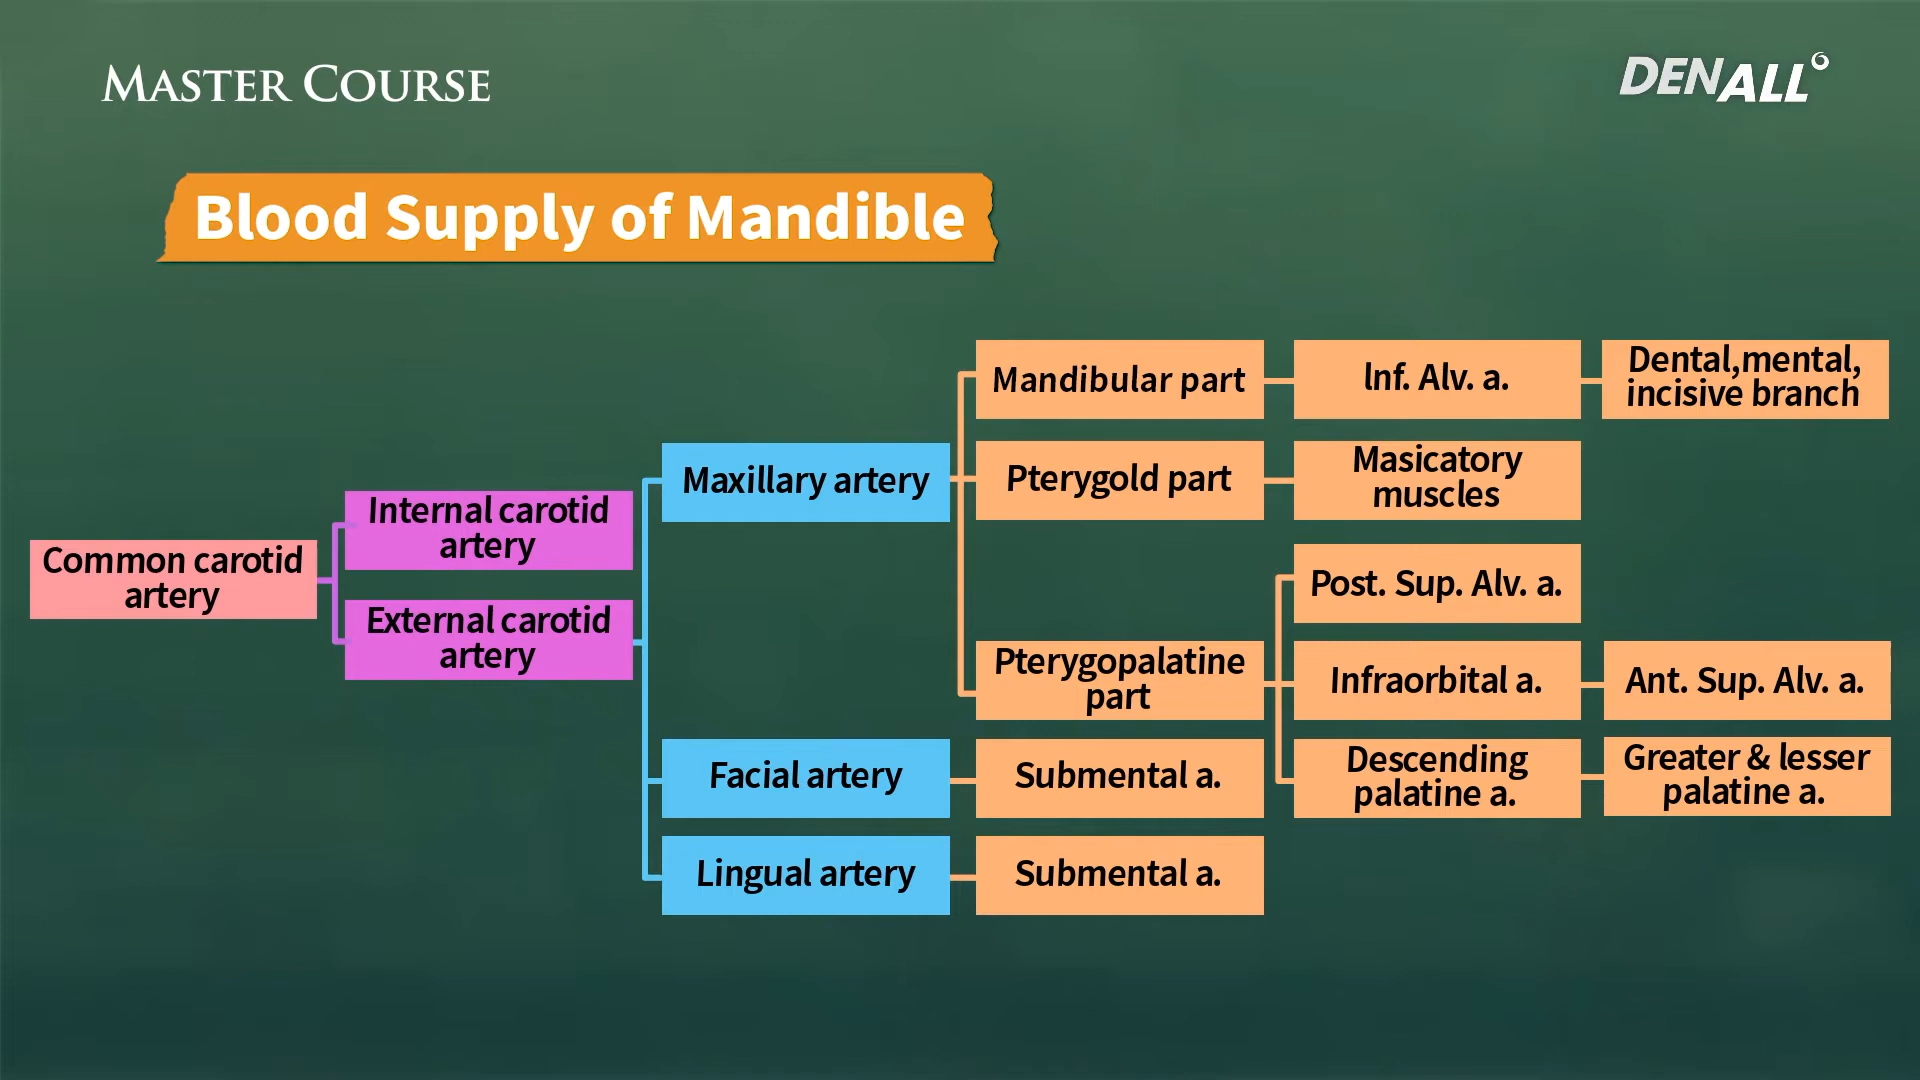 MASTER COURSE
DENALL
Blood Supply of Mandible
Common carotid
artery
Internal carotid
artery
External carotid
artery
Maxillary artery
Facial artery
Lingual artery
Mandibular part
Pterygold part
Pterygopalatine
part
Submental a.
Submental a.
Inf. Alv. a.
Masicatory
muscles
Post. Sup. Alv. a.
Infraorbital a.
Descending
palatine a.
Dental,mental,
incisive branch
Ant. Sup. Alv. a.
Greater & lesser
palatine a.